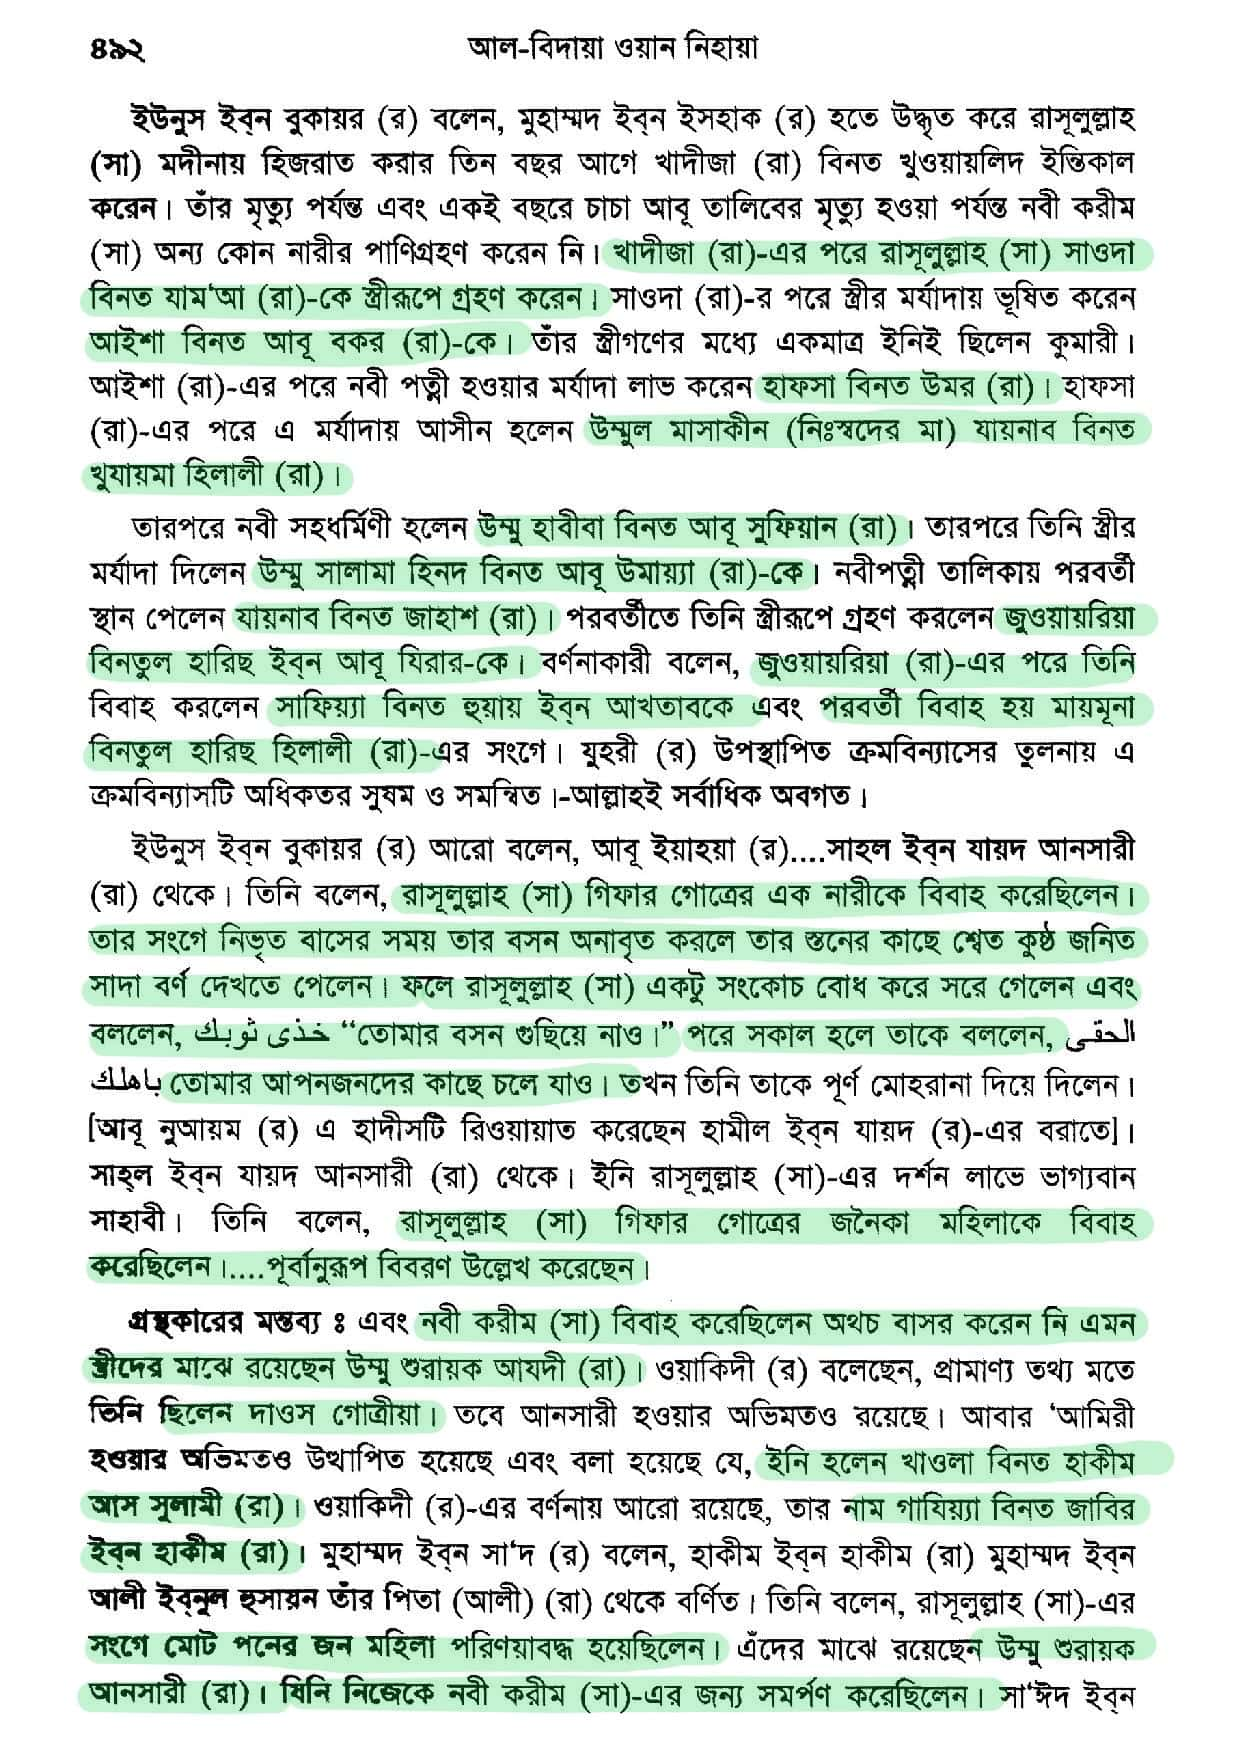 ৪৯২
আল-বিদায়া ওয়ান নিহায়া
ইউনুস ইব্‌ন বুকায়র (র) বলেন, মুহাম্মদ ইব্‌ন ইসহাক (র) হতে উদ্ধৃত করে রাসূলুল্লাহ
(সা) মদীনায় হিজরাত করার তিন বছর আগে খাদীজা (রা) বিনত খুওয়ায়লিদ ইন্তিকাল
করেন। তাঁর মৃত্যু পর্যন্ত এবং একই বছরে চাচা আবূ তালিবের মৃত্যু হওয়া পর্যন্ত নবী করীম
(সা) অন্য কোন নারীর পাণিগ্রহণ করেন নি। খাদীজা (রা)-এর পরে রাসূলুল্লাহ (সা) সাওদা
বিনত যাম‘আ (রা)-কে স্ত্রীরূপে গ্রহণ করেন। সাওদা (রা)-র পরে স্ত্রীর মর্যাদায় ভূষিত করেন
আইশা বিনত আবূ বকর (রা)-কে। তাঁর স্ত্রীগণের মধ্যে একমাত্র ইনিই ছিলেন কুমারী।
আইশা (রা)-এর পরে নবী পত্নী হওয়ার মর্যাদা লাভ করেন হাফসা বিনত উমর (রা)। হাফসা
(রা)-এর পরে এ মর্যাদায় আসীন হলেন উম্মুল মাসাকীন (নিঃস্বদের মা) যায়নাব বিনত
খুযায়মা হিলালী (রা)।
তারপরে নবী সহধর্মিণী হলেন উম্মু হাবীবা বিনত আবূ সুফিয়ান (রা)। তারপরে তিনি স্ত্রীর
মর্যাদা দিলেন উম্মু সালামা হিনদ বিনত আবূ উমায়্যা (রা)-কে। নবীপত্নী তালিকায় পরবর্তী
স্থান পেলেন যায়নাব বিনত জাহাশ (রা)। পরবর্তীতে তিনি স্ত্রীরূপে গ্রহণ করলেন জুওয়ায়রিয়া
বিনতুল হারিছ ইব্‌ন আবূ যিরার-কে। বর্ণনাকারী বলেন, জুওয়ায়রিয়া (রা)-এর পরে তিনি
বিবাহ করলেন সাফিয়্যা বিনত হুয়ায় ইব্‌ন আখতাবকে এবং পরবর্তী বিবাহ হয় মায়মূনা
বিনতুল হারিছ হিলালী (রা)-এর সংগে। যুহরী (র) উপস্থাপিত ক্রমবিন্যাসের তুলনায় এ
ক্রমবিন্যাসটি অধিকতর সুষম ও সমন্বিত।-আল্লাহই সর্বাধিক অবগত।
ইউনুস ইব্‌ন বুকায়র (র) আরো বলেন, আবূ ইয়াহয়া (র)....সাহল ইব্‌ন যায়দ আনসারী
(রা) থেকে। তিনি বলেন, রাসূলুল্লাহ (সা) গিফার গোত্রের এক নারীকে বিবাহ করেছিলেন।
তার সংগে নিভৃত বাসের সময় তার বসন অনাবৃত করলে তার স্তনের কাছে শ্বেত কুষ্ঠ জনিত
সাদা বর্ণ দেখতে পেলেন। ফলে রাসূলুল্লাহ (সা) একটু সংকোচ বোধ করে সরে গেলেন এবং
বললেন, خذى ثوبك “তোমার বসন গুছিয়ে নাও।” পরে সকাল হলে তাকে বললেন, الحقى
باهلك তোমার আপনজনদের কাছে চলে যাও। তখন তিনি তাকে পূর্ণ মোহরানা দিয়ে দিলেন।
[আবূ নুআয়ম (র) এ হাদীসটি রিওয়ায়াত করেছেন হামীল ইব্‌ন যায়দ (র)-এর বরাতে]।
সাহ্‌ল ইব্‌ন যায়দ আনসারী (রা) থেকে। ইনি রাসূলুল্লাহ (সা)-এর দর্শন লাভে ভাগ্যবান
সাহাবী। তিনি বলেন, রাসূলুল্লাহ (সা) গিফার গোত্রের জনৈকা মহিলাকে বিবাহ
করেছিলেন।....পূর্বানুরূপ বিবরণ উল্লেখ করেছেন।
গ্রন্থকারের মন্তব্য ঃ এবং নবী করীম (সা) বিবাহ করেছিলেন অথচ বাসর করেন নি এমন
স্ত্রীদের মাঝে রয়েছেন উম্মু শুরায়ক আযদী (রা)। ওয়াকিদী (র) বলেছেন, প্রামাণ্য তথ্য মতে
তিনি ছিলেন দাওস গোত্রীয়া। তবে আনসারী হওয়ার অভিমতও রয়েছে। আবার ‘আমিরী
হওয়ার অভিমতও উত্থাপিত হয়েছে এবং বলা হয়েছে যে, ইনি হলেন খাওলা বিনত হাকীম
আস সুলামী (রা)। ওয়াকিদী (র)-এর বর্ণনায় আরো রয়েছে, তার নাম গাযিয়্যা বিনত জাবির
ইব্‌ন হাকীম (রা)। মুহাম্মদ ইব্‌ন সা‘দ (র) বলেন, হাকীম ইব্‌ন হাকীম (রা) মুহাম্মদ ইব্‌ন
আলী ইব্‌নুল হুসায়ন তাঁর পিতা (আলী) (রা) থেকে বর্ণিত। তিনি বলেন, রাসূলুল্লাহ (সা)-এর
সংগে মোট পনের জন মহিলা পরিণয়াবদ্ধ হয়েছিলেন। এঁদের মাঝে রয়েছেন উম্মু শুরায়ক
আনসারী (রা)। যিনি নিজেকে নবী করীম (সা)-এর জন্য সমর্পণ করেছিলেন। সা‘ঈদ ইব্‌ন